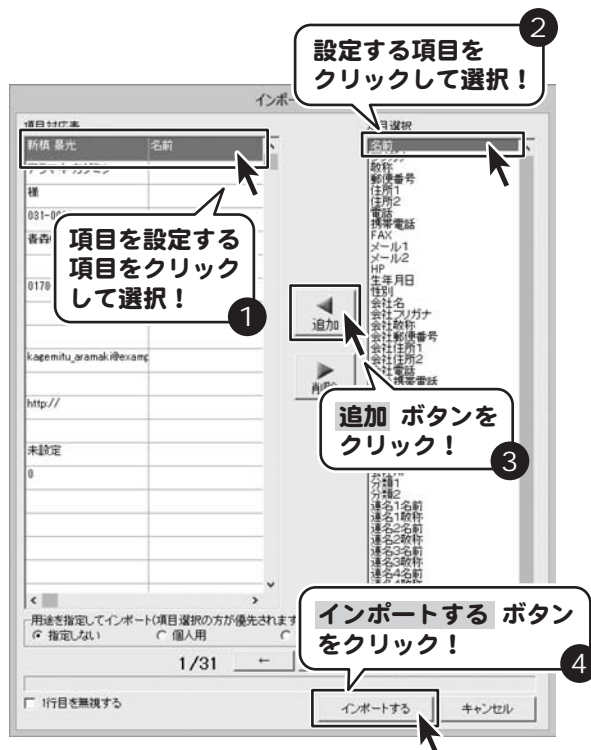 2
設定する項目を
クリックして選択！
インポー
項目対応表
項目選択
新槙 景光 名前
名前
敬称
様
郵便番号
住所1
住所2
電話
携帯電話
FAX
メール1
メール2
HP
生年月日
性別
会社名
会社フリガナ
会社敬称
会社郵便番号
会社住所1
会社住所2
会社電話
携帯電話
項目を設定する
項目をクリック
して選択！
1
0178
kagemitu_aramaki@examp
http://
未設定
0
追加
追加 ボタンを
クリック！
3
分類1
分類2
連名1名前
連名1敬称
連名2名前
連名2敬称
連名3名前
連名3敬称
連名4名前
用途を指定してインポート(項目選択の方が優先されます
指定しない 個人用
1/31 ←
インポートする ボタン
をクリック！
4
1行目を無視する
インポートする キャンセル